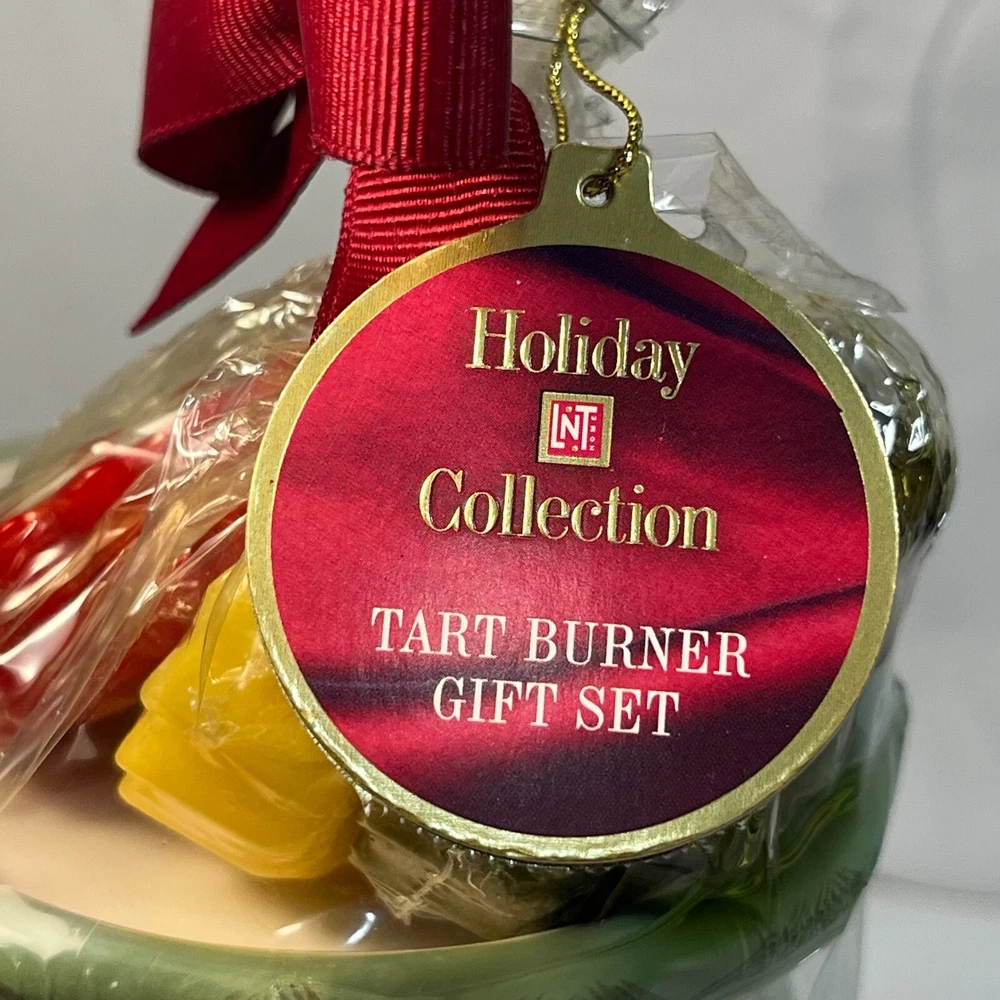 Holiday
LNT
Collection
TART BURNER
GIFT SET